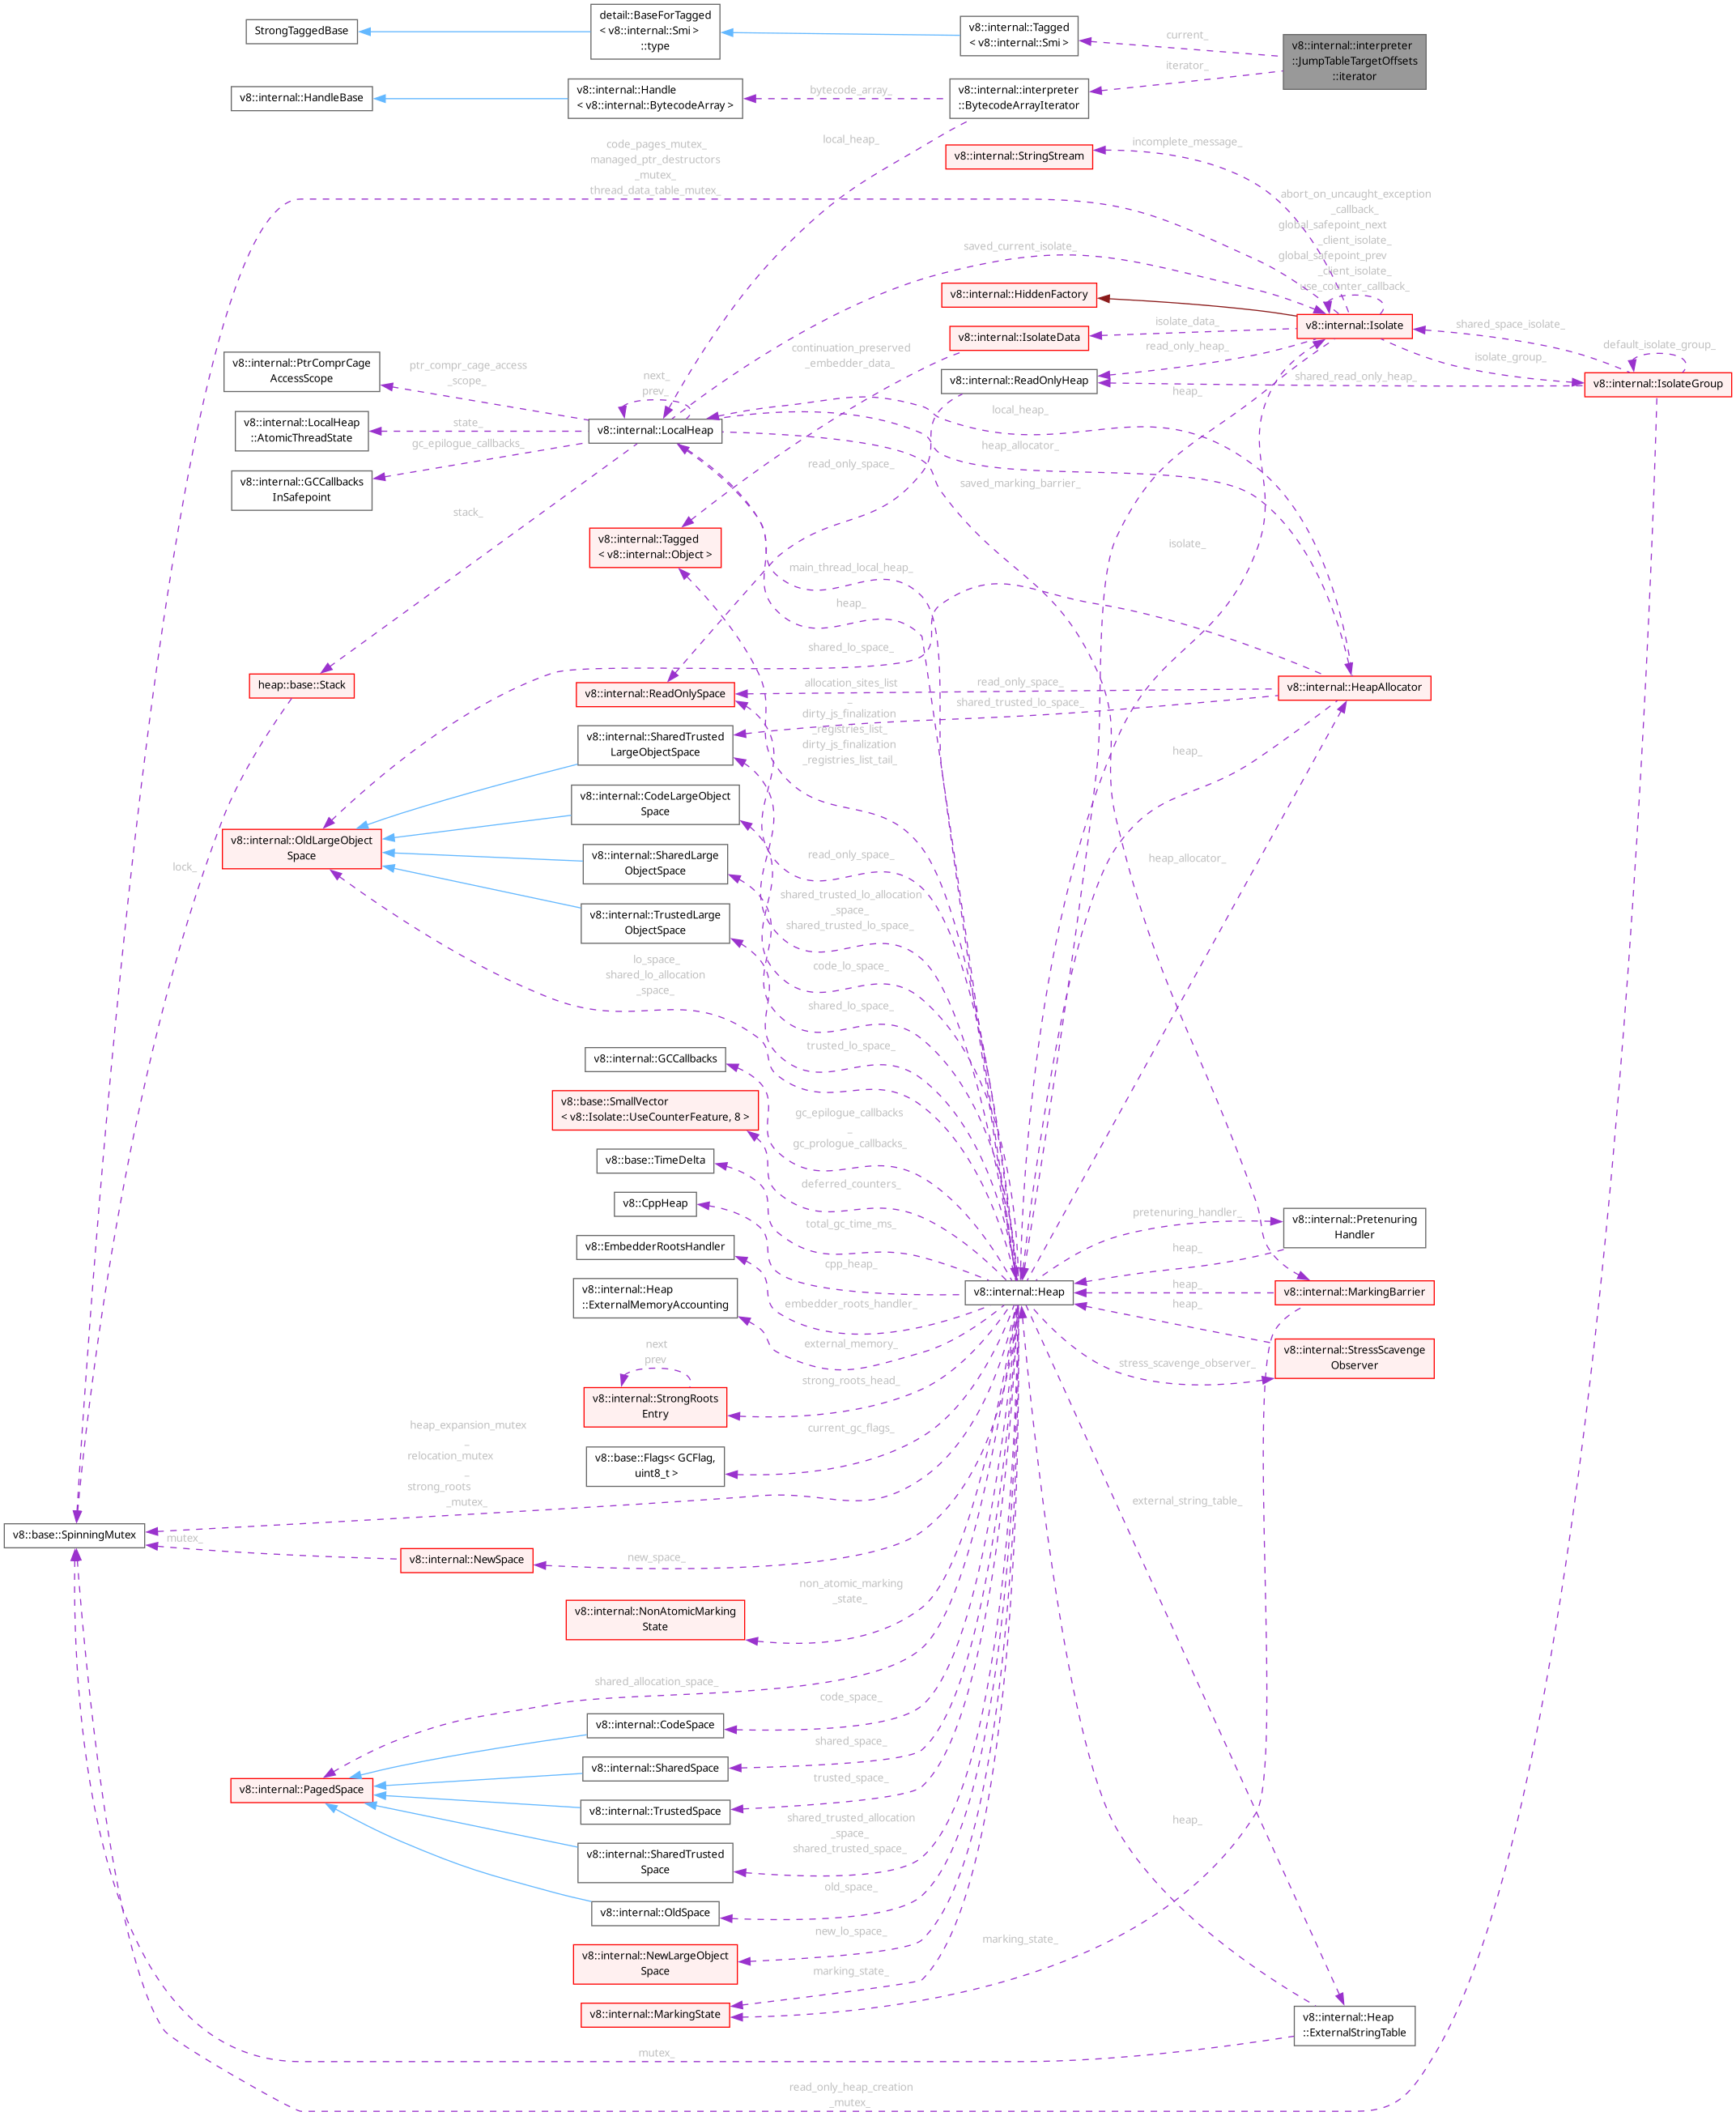 StrongTaggedBase
detail::BaseForTagged
< v8::internal::Smi >
::type
v8::internal::Tagged
< v8::internal::Smi >
current_
iterator_
v8::internal::interpreter
::JumpTableTargetOffsets
::iterator
v8::internal::HandleBase
v8::internal::Handle
< v8::internal::BytecodeArray >
bytecode_array_
v8::internal::interpreter
::BytecodeArrayIterator
code_pages_mutex_
managed_ptr_destructors
_mutex_
thread_data_table_mutex_
local_heap_
v8::internal::StringStream
incomplete_message_
abort_on_uncaught_exception
_callback_
global_safepoint_next
_client_isolate_
global_safepoint_prev
_client_isolate_
use_counter_callback_
saved_current_isolate_
v8::internal::HiddenFactory
v8::internal::Isolate
v8::internal::IsolateData
isolate_data_
read_only_heap_
shared_space_isolate_
isolate_group_
default_isolate_group_
v8::internal::PtrComprCage
AccessScope
ptr_compr_cage_access
_scope_
continuation_preserved
_embedder_data_
next_
prev_
v8::internal::ReadOnlyHeap
heap_
shared_read_only_heap_
v8::internal::IsolateGroup
v8::internal::LocalHeap
::AtomicThreadState
state_
gc_epilogue_callbacks_
v8::internal::LocalHeap
local_heap_
heap_allocator_
v8::internal::GCCallbacks
InSafepoint
read_only_space_
saved_marking_barrier_
stack_
v8::internal::Tagged
< v8::internal::Object >
isolate_
main_thread_local_heap_
heap_
shared_lo_space_
heap::base::Stack
v8::internal::ReadOnlySpace
allocation_sites_list
_
dirty_js_finalization
_registries_list_
dirty_js_finalization
_registries_list_tail_
read_only_space_
shared_trusted_lo_space_
v8::internal::HeapAllocator
v8::internal::SharedTrusted
LargeObjectSpace
heap_
v8::internal::CodeLargeObject
Space
v8::internal::OldLargeObject
Space
lock_
v8::internal::SharedLarge
ObjectSpace
read_only_space_
heap_allocator_
shared_trusted_lo_allocation
_space_
shared_trusted_lo_space_
v8::internal::TrustedLarge
ObjectSpace
lo_space_
shared_lo_allocation
_space_
code_lo_space_
shared_lo_space_
trusted_lo_space_
v8::internal::GCCallbacks
v8::base::SmallVector
< v8::Isolate::UseCounterFeature, 8 >
gc_epilogue_callbacks
_
gc_prologue_callbacks_
v8::base::TimeDelta
deferred_counters_
v8::CppHeap
total_gc_time_ms_
pretenuring_handler_
v8::internal::Pretenuring
Handler
v8::EmbedderRootsHandler
cpp_heap_
heap_
v8::internal::Heap
::ExternalMemoryAccounting
embedder_roots_handler_
v8::internal::Heap
heap_
v8::internal::MarkingBarrier
heap_
external_memory_
next
prev
v8::internal::StrongRoots
Entry
strong_roots_head_
stress_scavenge_observer_
v8::internal::StressScavenge
Observer
heap_expansion_mutex
_
relocation_mutex
_
strong_roots
_mutex_
v8::base::Flags< GCFlag,
uint8_t >
current_gc_flags_
external_string_table_
v8::base::SpinningMutex
mutex_
v8::internal::NewSpace
new_space_
v8::internal::NonAtomicMarking
State
non_atomic_marking
_state_
shared_allocation_space_
code_space_
v8::internal::CodeSpace
v8::internal::SharedSpace
shared_space_
v8::internal::PagedSpace
v8::internal::TrustedSpace
trusted_space_
v8::internal::SharedTrusted
Space
shared_trusted_allocation
_space_
shared_trusted_space_
heap_
v8::internal::OldSpace
old_space_
v8::internal::NewLargeObject
Space
new_lo_space_
marking_state_
v8::internal::MarkingState
marking_state_
v8::internal::Heap
::ExternalStringTable
mutex_
read_only_heap_creation
_mutex_